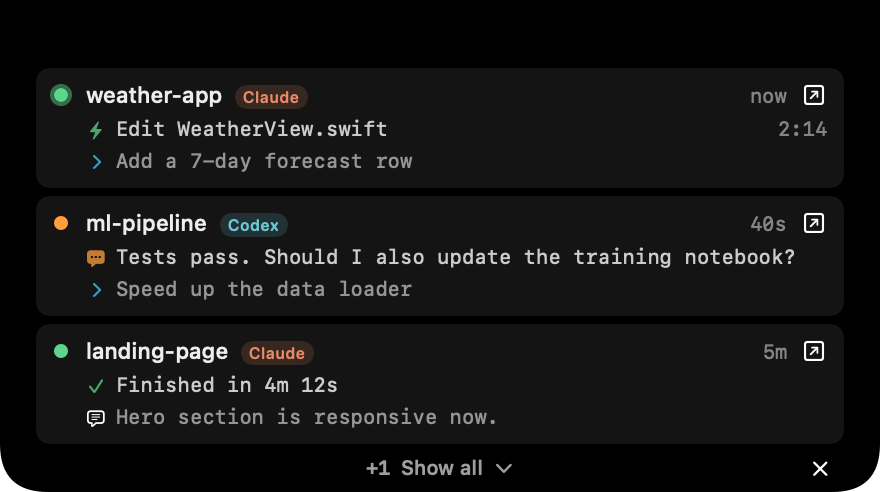 weather-app Claude now
Edit WeatherView.swift 2:14
Add a 7-day forecast row
ml-pipeline Codex 40s
Tests pass. Should I also update the training notebook?
Speed up the data loader
landing-page Claude 5m
Finished in 4m 12s
Hero section is responsive now.
+1 Show all